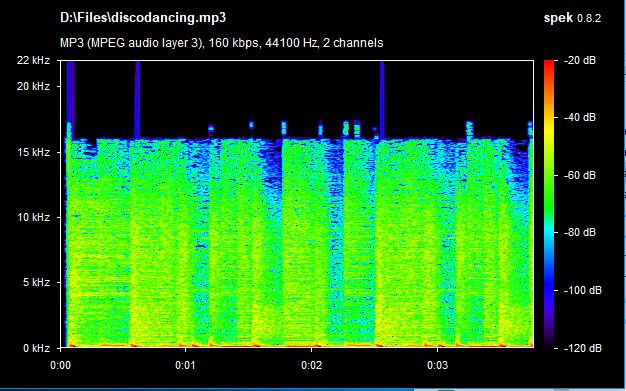 D:\Files\discodancing.mp3
spek 0.8.2
MP3 (MPEG audio layer 3), 160 kbps, 44100 Hz, 2 channels
22 kHz
20 kHz
15 kHz
10 kHz
5 kHz
0 kHz
0:00
0:01
0:02
0:03
-20 dB
-40 dB
-60 dB
-80 dB
-100 dB
-120 dB